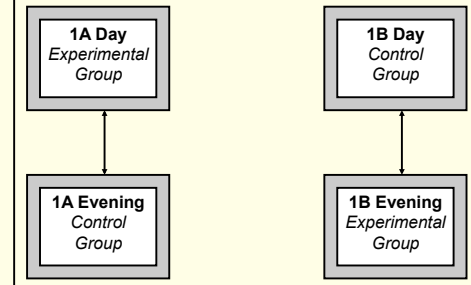 1A Day
Experimental
Group
1B Day
Control
Group
1A Evening
Control
Group
1B Evening
Experimental
Group